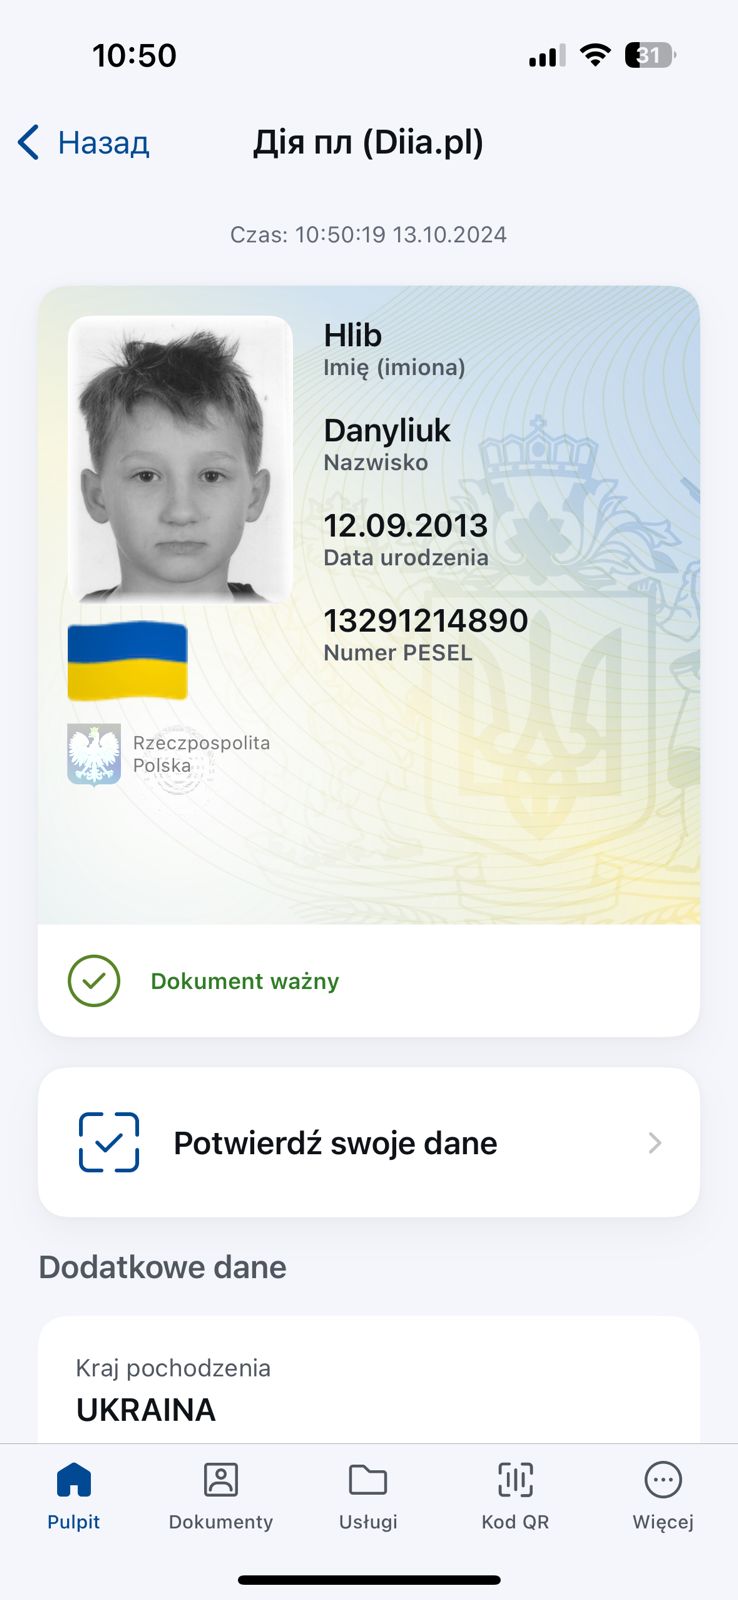 10:50
31
Назад
Дія пл (Diia.pl)
Czas: 10:50:19 13.10.2024
Hlib
Imię (imiona)
Danyliuk
Nazwisko
12.09.2013
Data urodzenia
13291214890
Numer PESEL
Rzeczpospolita
Polska
Dokument ważny
Potwierdź swoje dane
Dodatkowe dane
Kraj pochodzenia
UKRAINA
Pulpit
Dokumenty
Usługi
Kod QR
Więcej